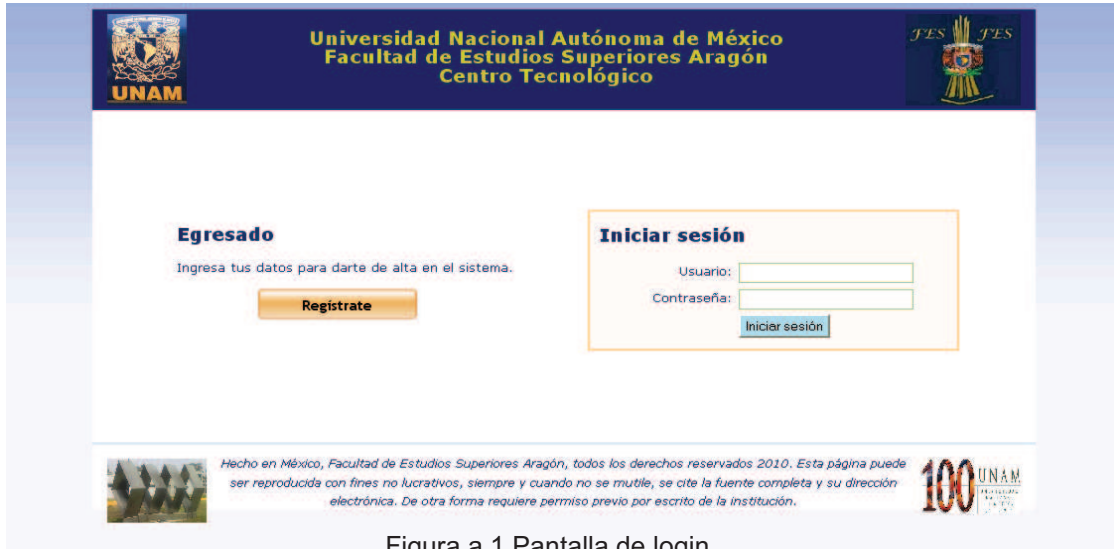 Universidad Nacional Autónoma de México
Facultad de Estudios Superiores Aragón
Centro Tecnológico
UNAM
FES FES
Egresado
Ingresa tus datos para darte de alta en el sistema.
Regístrate
Iniciar sesión
Usuario:
Contraseña:
Iniciar sesión
Hecho en México, Facultad de Estudios Superiores Aragón, todos los derechos reservados 2010. Esta página puede
ser reproducida con fines no lucrativos, siempre y cuando no se mutile, se cite la fuente completa y su dirección
electrónica. De otra forma requiere permiso previo por escrito de la institución.
100 UNAM
Figura a.1 Pantalla de login